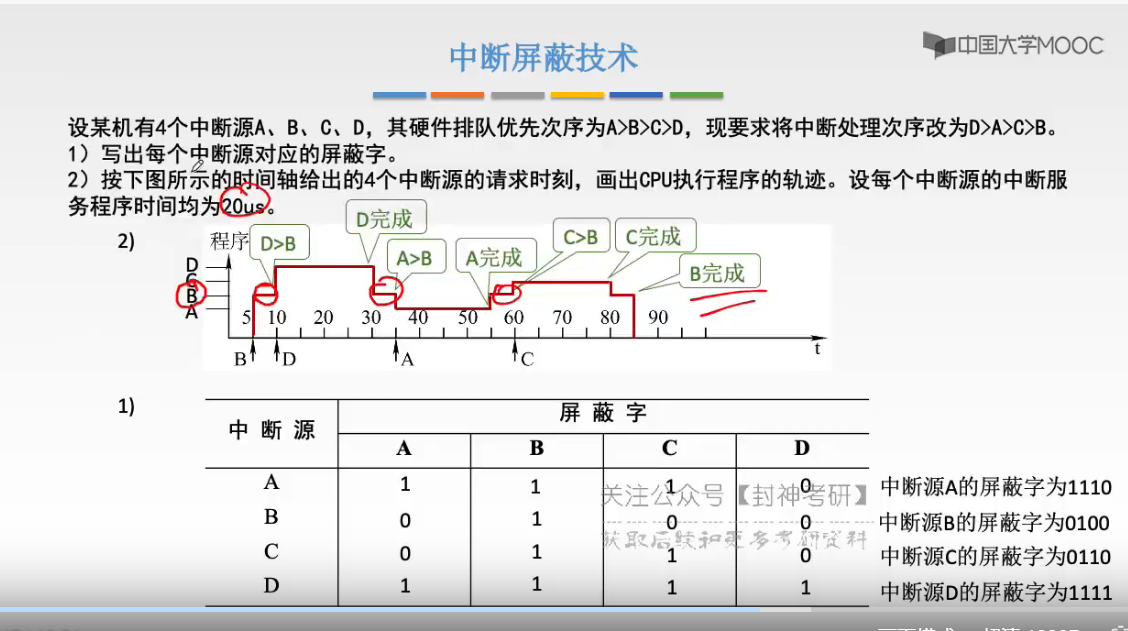 中国大学MOOC
中断屏蔽技术
设某机有4个中断源A、B、C、D，其硬件排队优先次序为A>B>C>D，现要求将中断处理次序改为D>A>C>B。
1）写出每个中断源对应的屏蔽字。
2）按下图所示的时间轴给出的4个中断源的请求时刻，画出CPU执行程序的轨迹。设每个中断源的中断服
务程序时间均为20us。
2)
程序
D>B
D完成
A>B
A完成
C>B
C完成
B完成
D
C
B
A
5 10 20 30 40 50 60 70 80 90
B D A C t
1)
中 断 源 屏 蔽 字
A B C D
A 1 1 1 0 中断源A的屏蔽字为1110
关注公众号【封神考研】
B 0 1 0 0 中断源B的屏蔽字为0100
获取后续和更多考研资料
C 0 1 1 0 中断源C的屏蔽字为0110
D 1 1 1 1 中断源D的屏蔽字为1111